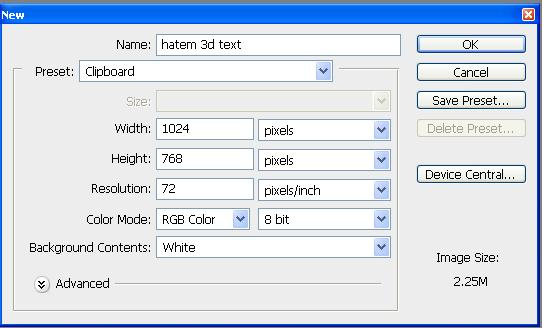 New
Name: hatem 3d text
OK
Preset: Clipboard
Cancel
Size:
Save Preset...
Width: 1024 pixels
Delete Preset...
Height: 768 pixels
Device Central...
Resolution: 72 pixels/inch
Color Mode: RGB Color 8 bit
Background Contents: White
Image Size:
2.25M
Advanced